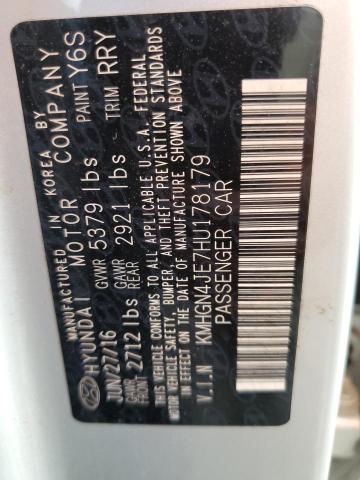 MANUFACTURED IN KOREA BY
HYUNDAI MOTOR COMPANY
JUN/27/16 GVWR 5379 lbs PAINT Y6S
GAWR FRONT 2712 lbs GAWR REAR 2921 lbs TRIM RRY
THIS VEHICLE CONFORMS TO ALL APPLICABLE U.S.A. FEDERAL
MOTOR VEHICLE SAFETY, BUMPER, AND THEFT PREVENTION
STANDARDS IN EFFECT ON THE DATE OF MANUFACTURE SHOWN ABOVE
V.I.N KMHGN4JE7HU178179
PASSENGER CAR